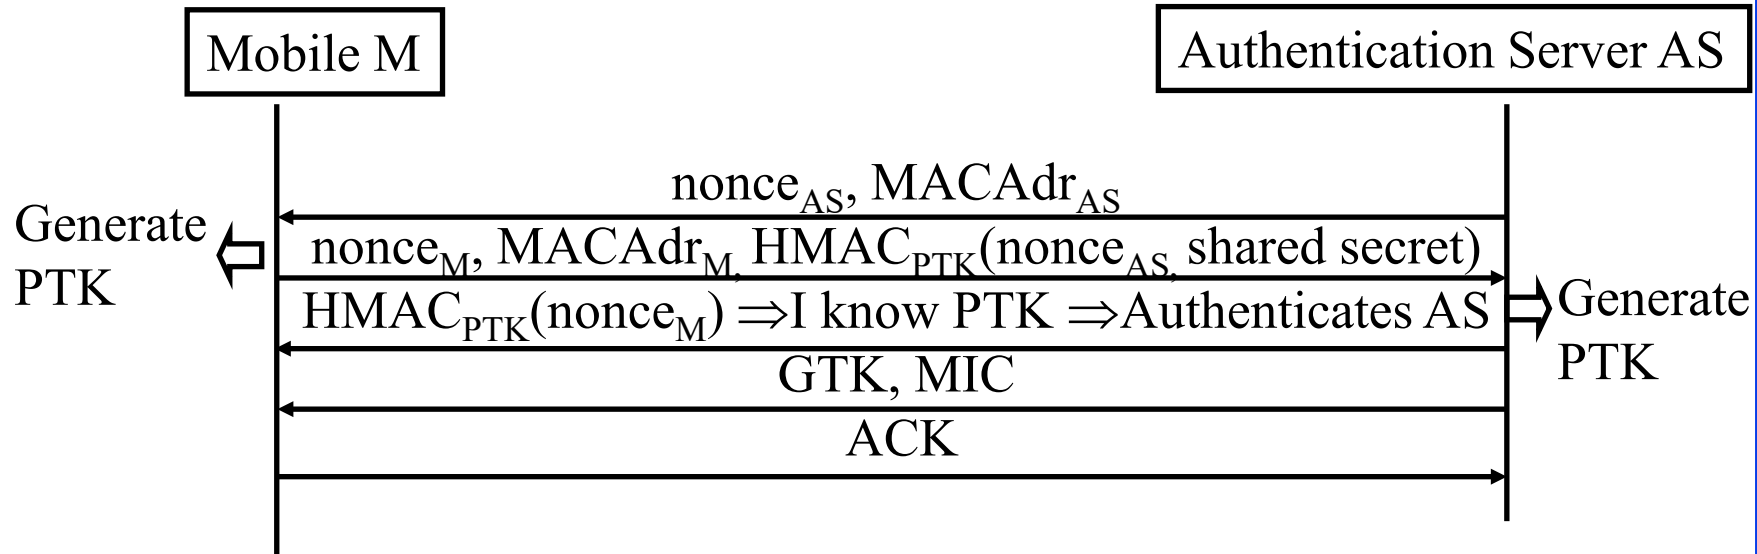 Mobile M
Authentication Server AS
nonceAS, MACAdrAS
Generate
PTK
nonceM, MACAdrM, HMACPTK(nonceAS, shared secret)
HMACPTK(nonceM) ⇒I know PTK ⇒Authenticates AS
Generate
PTK
GTK, MIC
ACK